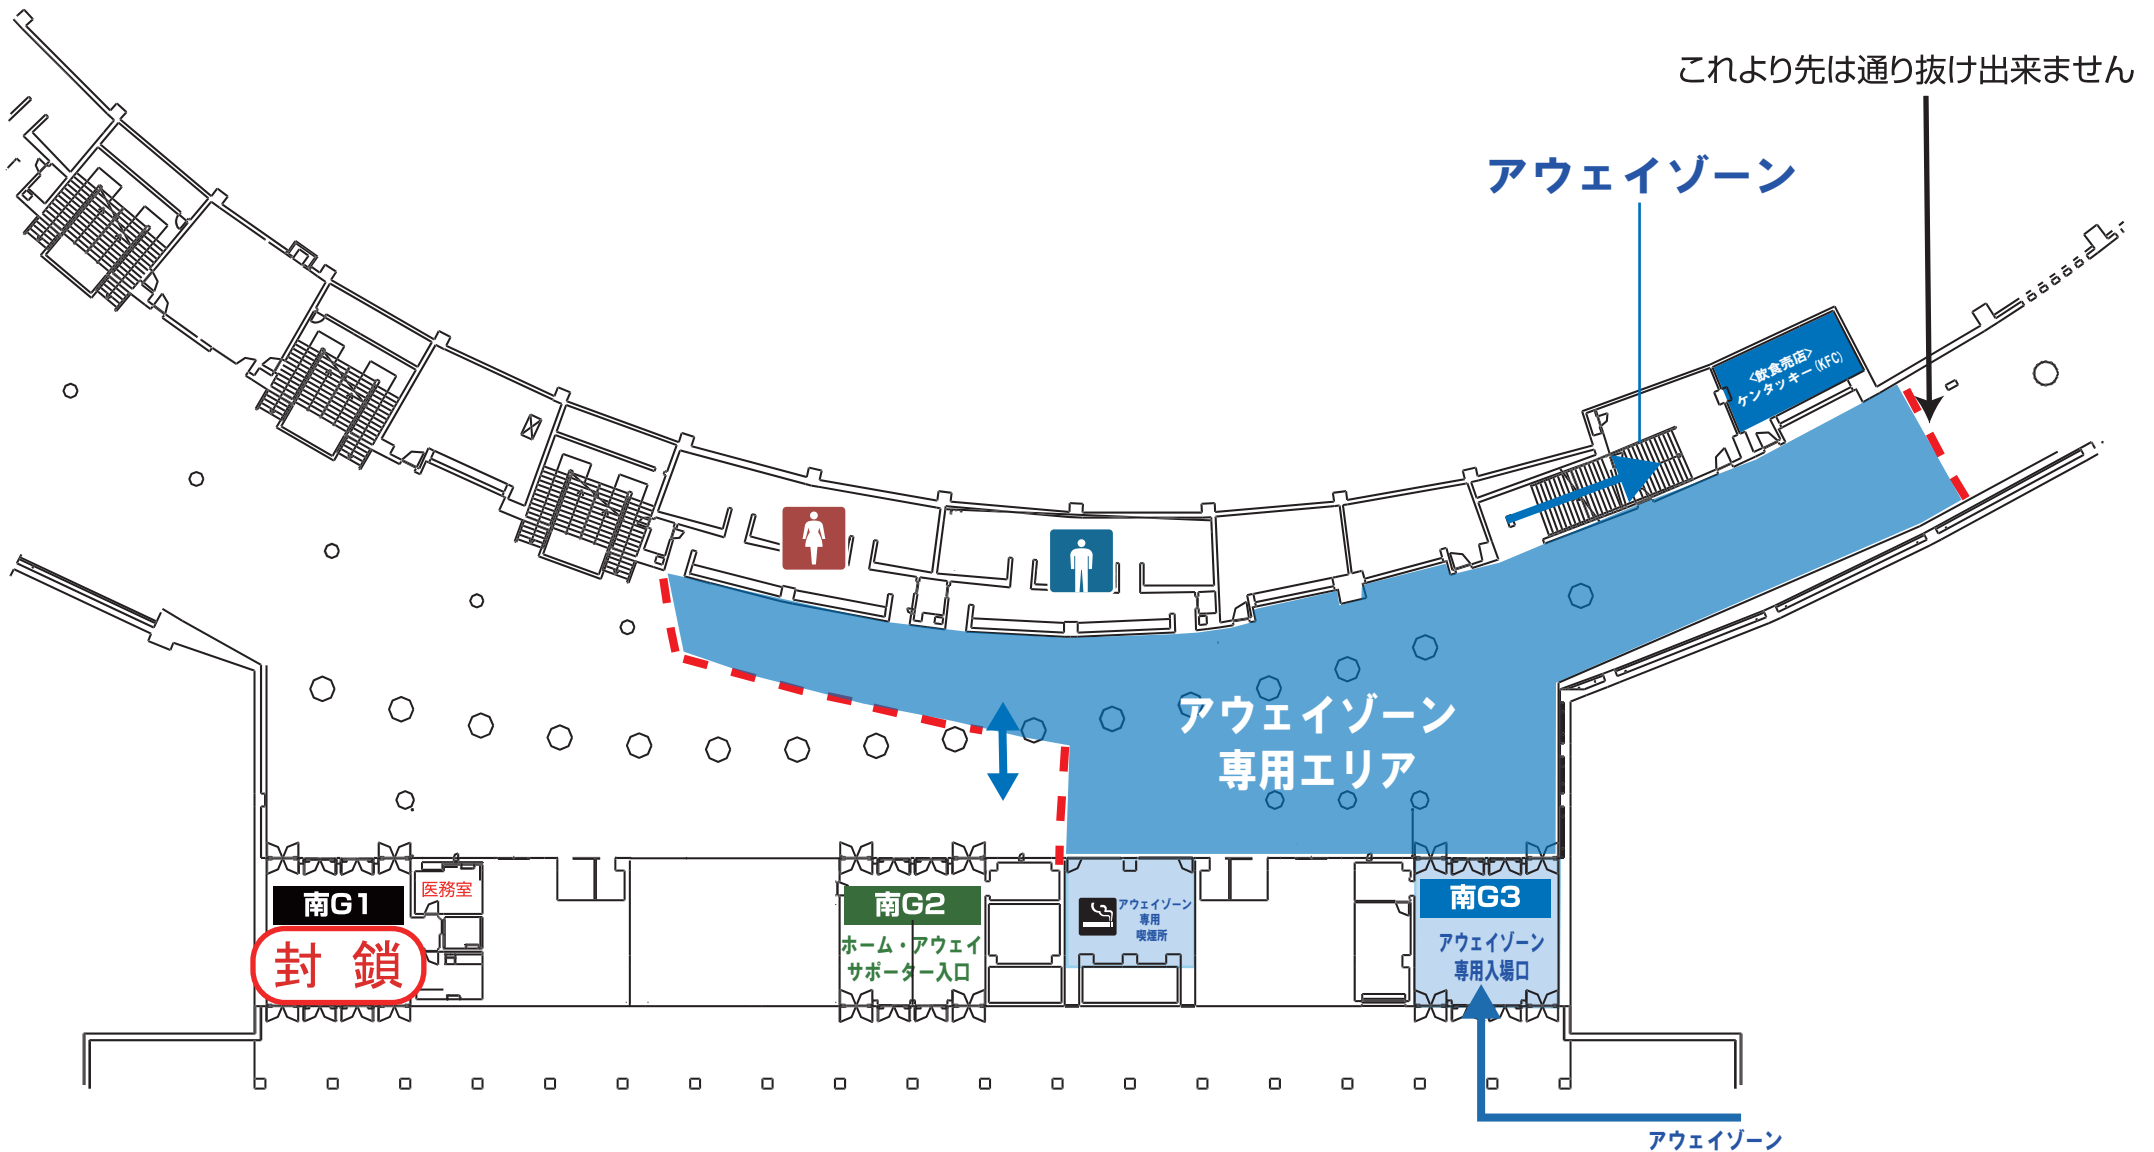 これより先は通り抜け出来ません
アウェイゾーン
<飲食売店>
ケンタッキー(KFC)
アウェイゾーン
専用エリア
南G1
封鎖
医務室
南G2
ホーム・アウェイ
サポーター入口
アウェイゾーン
専用
喫煙所
南G3
アウェイゾーン
専用入場口
アウェイゾーン